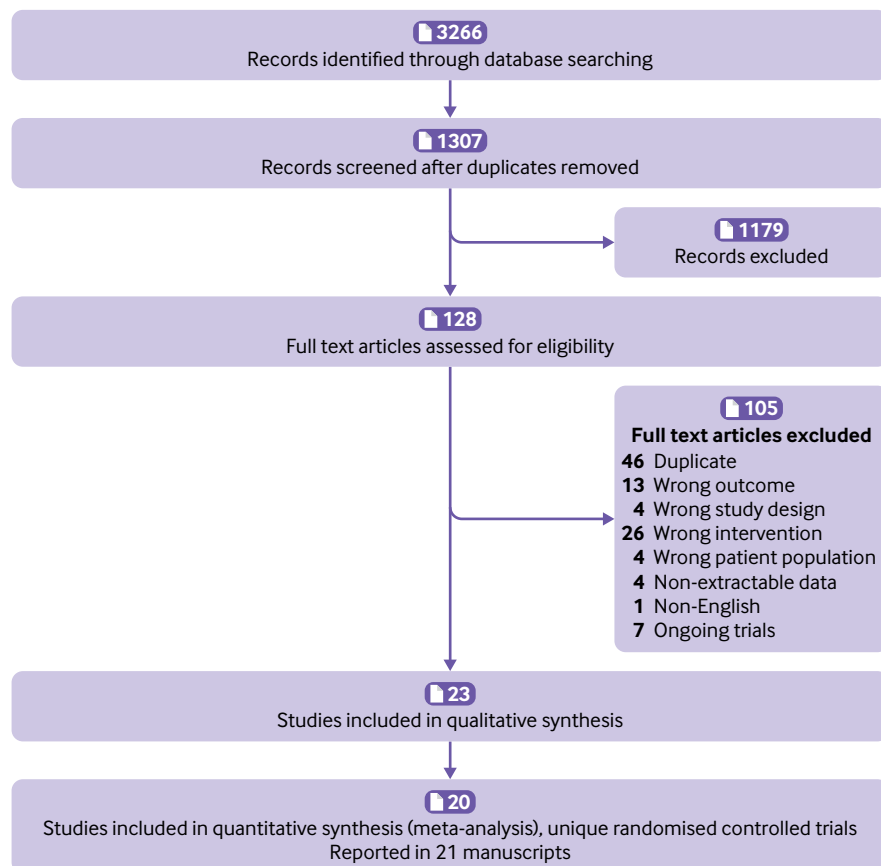 3266
Records identified through database searching
1307
Records screened after duplicates removed
1179
Records excluded
128
Full text articles assessed for eligibility
105
Full text articles excluded
46 Duplicate
13 Wrong outcome
4 Wrong study design
26 Wrong intervention
4 Wrong patient population
4 Non-extractable data
1 Non-English
7 Ongoing trials
23
Studies included in qualitative synthesis
20
Studies included in quantitative synthesis (meta-analysis), unique randomised controlled trials
Reported in 21 manuscripts